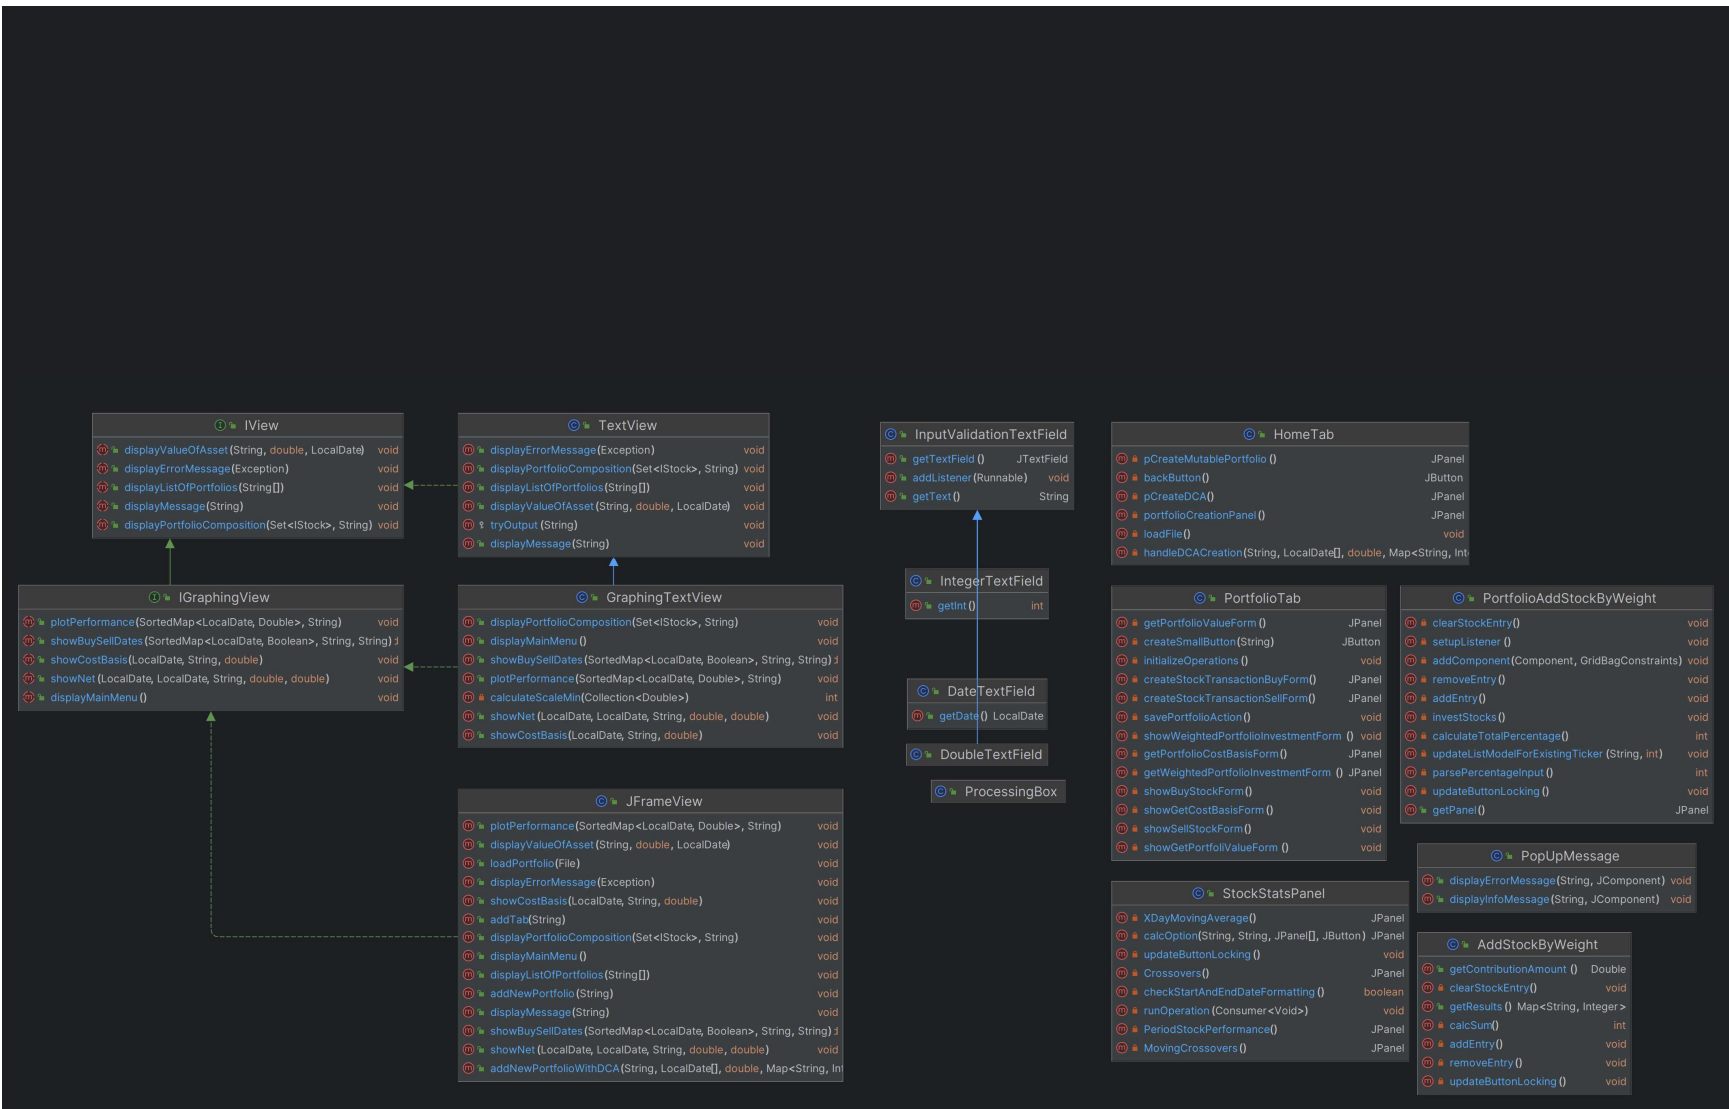 IView
displayValueOfAsset(String, double, LocalDate) void
displayErrorMessage(Exception) void
displayListOfPortfolios(String[]) void
displayMessage(String) void
displayPortfolioComposition(Set<IStock>, String) void
IGraphingView
plotPerformance(SortedMap<LocalDate, Double>, String) void
showBuySellDates(SortedMap<LocalDate, Boolean>, String, String)
showCostBasis(LocalDate, String, double) void
showNet(LocalDate, LocalDate, String, double, double) void
displayMainMenu() void
TextView
displayErrorMessage(Exception) void
displayPortfolioComposition(Set<IStock>, String) void
displayListOfPortfolios(String[]) void
displayValueOfAsset(String, double, LocalDate) void
tryOutput(String) void
displayMessage(String) void
GraphingTextView
displayPortfolioComposition(Set<IStock>, String) void
displayMainMenu() void
showBuySellDates(SortedMap<LocalDate, Boolean>, String, String)
plotPerformance(SortedMap<LocalDate, Double>, String) void
calculateScaleMin(Collection<Double>) int
showNet(LocalDate, LocalDate, String, double, double) void
showCostBasis(LocalDate, String, double) void
JFrameView
plotPerformance(SortedMap<LocalDate, Double>, String) void
displayValueOfAsset(String, double, LocalDate) void
loadPortfolio(File) void
displayErrorMessage(Exception) void
showCostBasis(LocalDate, String, double) void
addTab(String) void
displayPortfolioComposition(Set<IStock>, String) void
displayMainMenu() void
displayListOfPortfolios(String[]) void
addNewPortfolio(String) void
displayMessage(String) void
showBuySellDates(SortedMap<LocalDate, Boolean>, String, String)
showNet(LocalDate, LocalDate, String, double, double) void
addNewPortfolioWithDCA(String, LocalDate[], double, Map<String, Int
InputValidationTextField
getTextField() JTextField
addListener(Runnable) void
getText() String
IntegerTextField
getInt() int
DateTextField
getDate() LocalDate
DoubleTextField
ProcessingBox
HomeTab
pCreateMutablePortfolio() JPanel
backButton() JButton
pCreateDCA() JPanel
portfolioCreationPanel() JPanel
loadFile() void
handleDCACreation(String, LocalDate[], double, Map<String, Int
PortfolioTab
getPortfolioValueForm() JPanel
createSmallButton(String) JButton
initializeOperations() void
createStockTransactionBuyForm() JPanel
createStockTransactionSellForm() JPanel
savePortfolioAction() void
showWeightedPortfolioInvestmentForm() void
getPortfolioCostBasisForm() JPanel
getWeightedPortfolioInvestmentForm() JPanel
showBuyStockForm() void
showGetCostBasisForm() void
showSellStockForm() void
showGetPortfoliValueForm() void
StockStatsPanel
XDayMovingAverage() JPanel
calcOption(String, String, JPanel[], JButton) JPanel
updateButtonLocking() void
Crossovers() JPanel
checkStartAndEndDateFormatting() boolean
runOperation(Consumer<Void>) void
PeriodStockPerformance() JPanel
MovingCrossovers() JPanel
PortfolioAddStockByWeight
clearStockEntry() void
setupListener() void
addComponent(Component, GridBagConstraints) void
removeEntry() void
addEntry() void
investStocks() void
calculateTotalPercentage() int
updateListModelForExistingTicker(String, int) void
parsePercentageInput() int
updateButtonLocking() void
getPanel() JPanel
PopUpMessage
displayErrorMessage(String, JComponent) void
displayInfoMessage(String, JComponent) void
AddStockByWeight
getContributionAmount() Double
clearStockEntry() void
getResults() Map<String, Integer>
calcSum() int
addEntry() void
removeEntry() void
updateButtonLocking() void